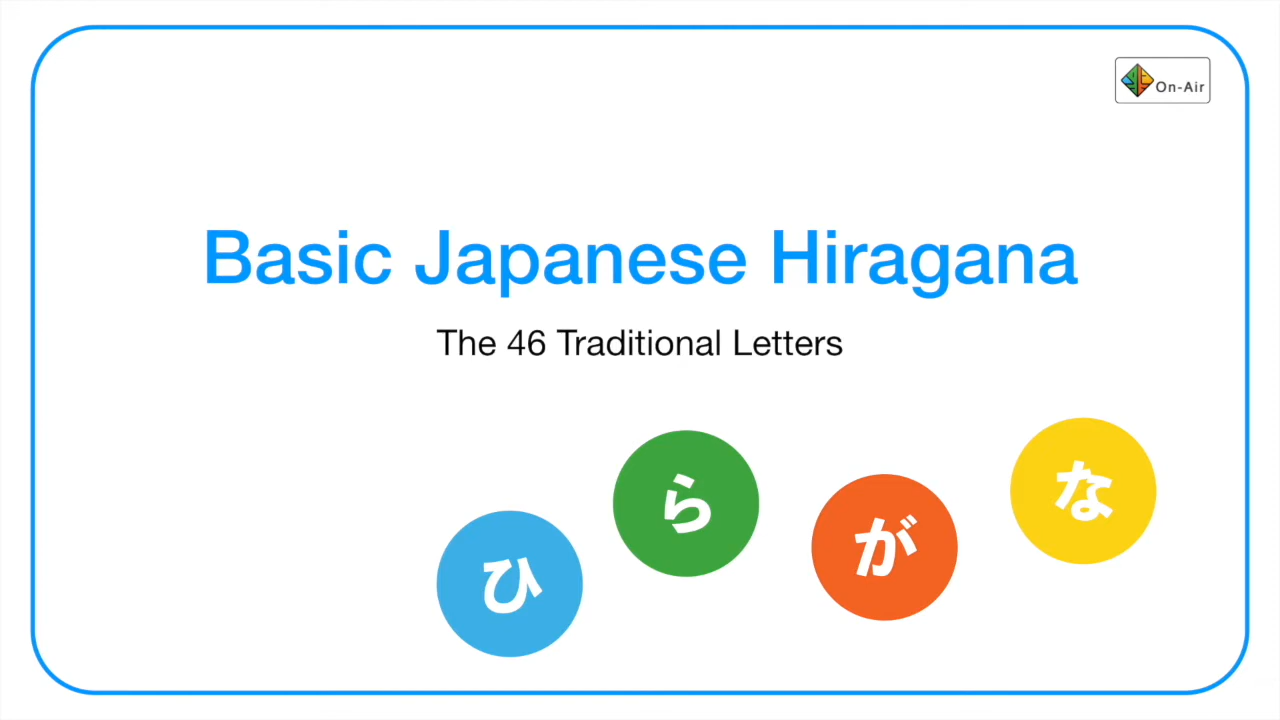 On-Air
Basic Japanese Hiragana
The 46 Traditional Letters
ひらがな